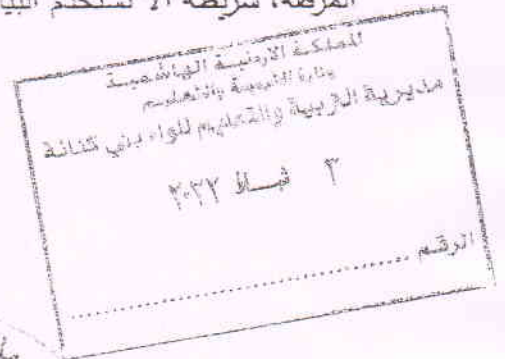 المرفقة، شريطة ألا تستخدم
المملكة الأردنية الهاشمية
وزارة التربية والتعليم
مديرية التربية والتعليم للواء بني كنانة
٣ شباط ٢٠٢٢
الرقم ..............................